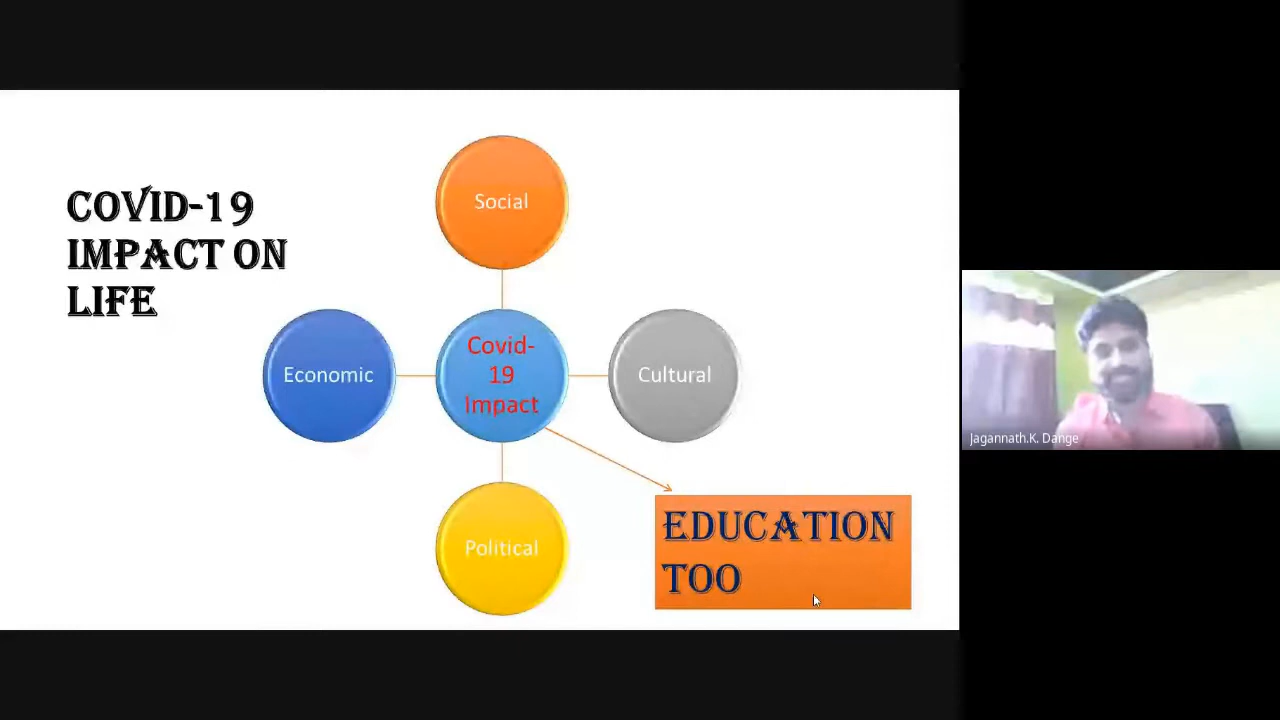 COVID-19
IMPACT ON
LIFE
Social
Economic
Covid-
19
Impact
Cultural
Political
EDUCATION
TOO
Jagannath.K. Dange